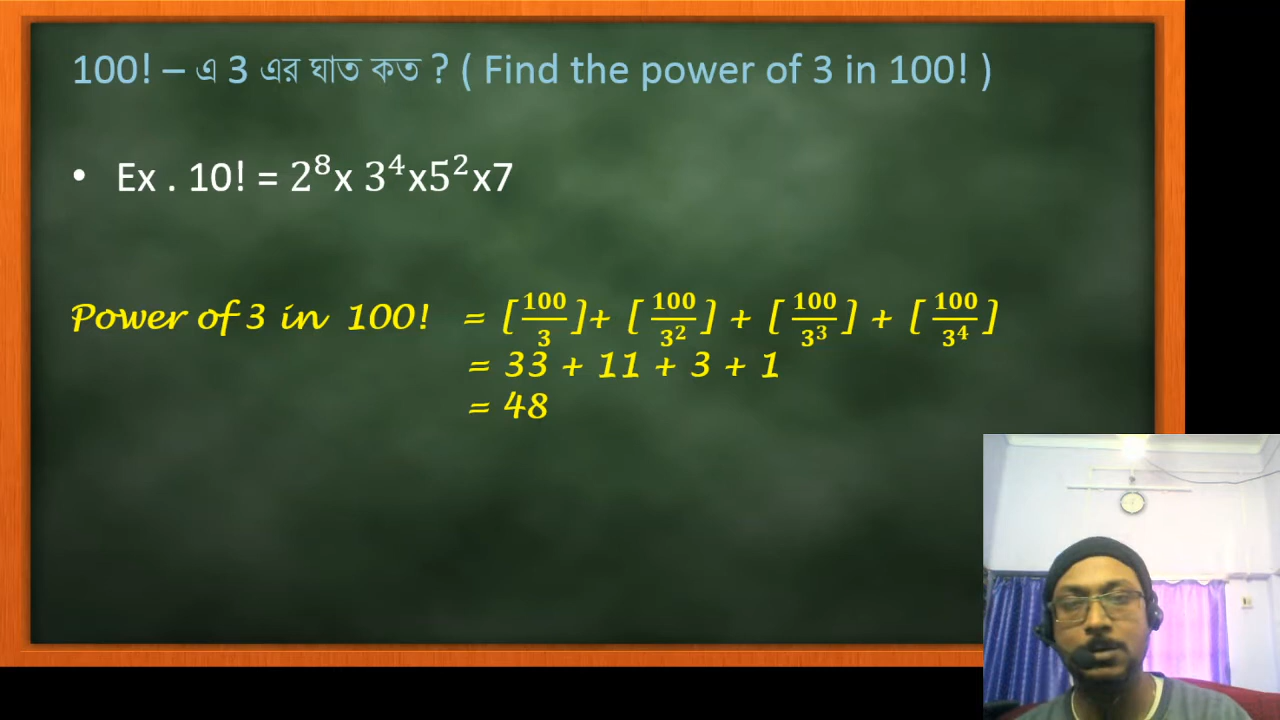 100! – এ 3 এর ঘাত কত ? ( Find the power of 3 in 100! )
• Ex . 10! = 2⁸x 3⁴x5²x7
Power of 3 in 100! = [100/3]+ [100/3²] + [100/3³] + [100/3⁴]
= 33 + 11 + 3 + 1
= 48